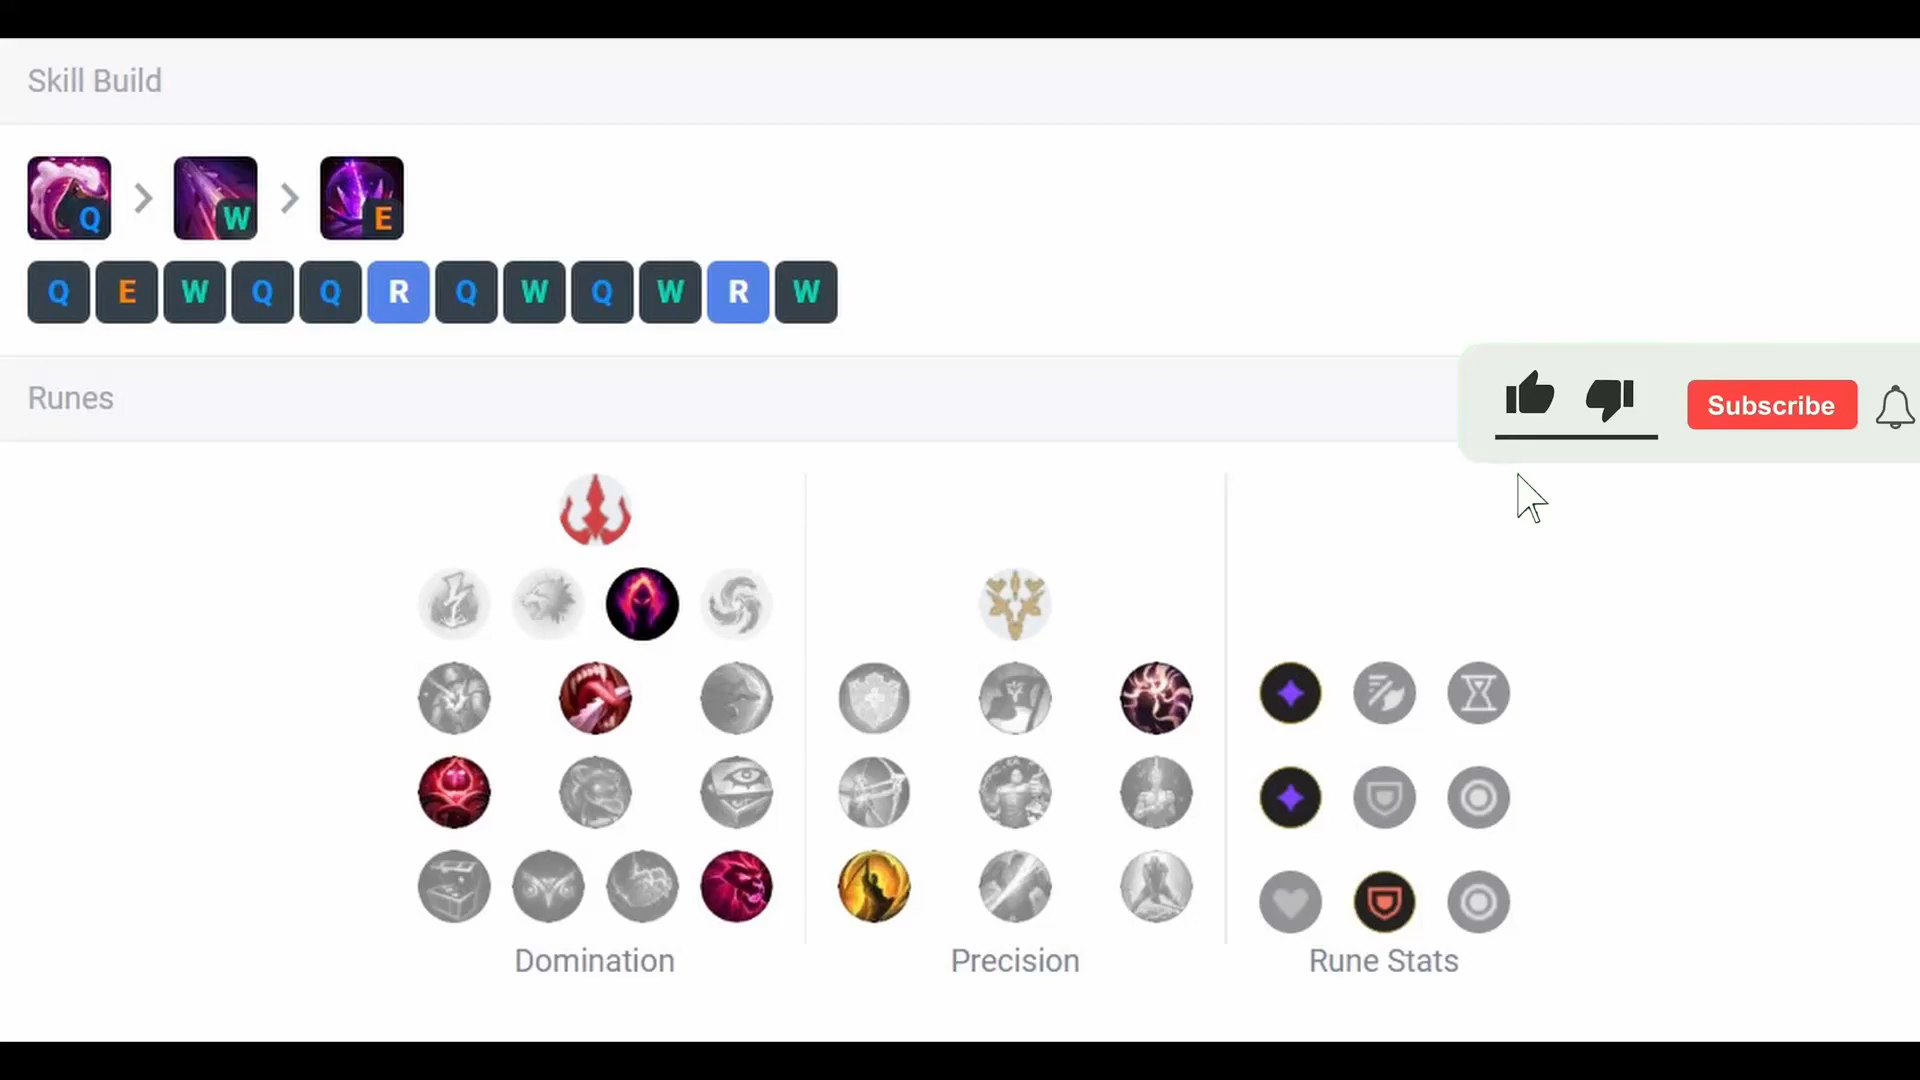 Skill Build
Q W E
Q E W Q Q R Q W Q W R W
Runes
Subscribe
Domination Precision Rune Stats